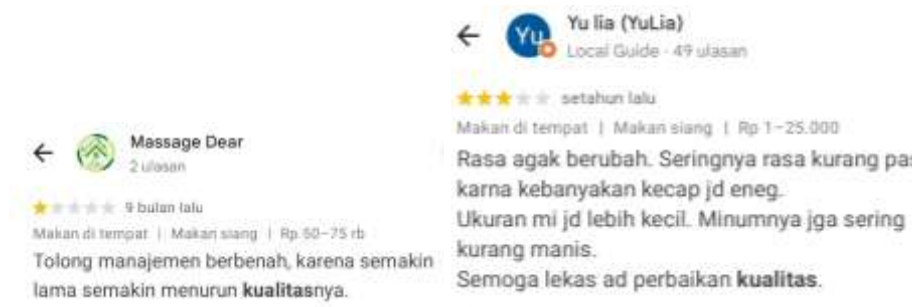 Massage Dear
2 ulasan
9 bulan lalu
Makan di tempat | Makan siang | Rp 50–75 rb
Tolong manajemen berbenah, karena semakin
lama semakin menurun kualitasnya.
Yu
Yu lia (YuLia)
Local Guide · 49 ulasan
setahun lalu
Makan di tempat | Makan siang | Rp 1–25.000
Rasa agak berubah. Seringnya rasa kurang pas
karna kebanyakan kecap jd eneg.
Ukuran mi jd lebih kecil. Minumnya jga sering
kurang manis.
Semoga lekas ad perbaikan kualitas.